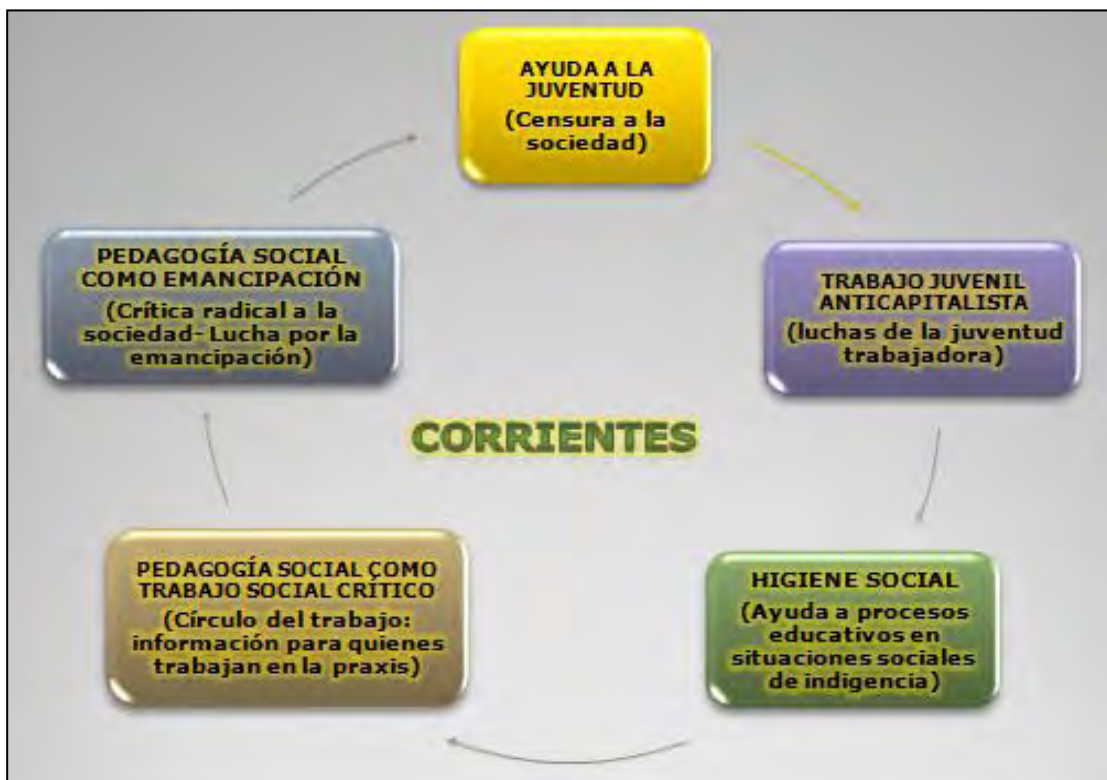 AYUDA A LA
JUVENTUD
(Censura a la
sociedad)
TRABAJO JUVENIL
ANTICAPITALISTA
(luchas de la juventud
trabajadora)
HIGIENE SOCIAL
(Ayuda a procesos
educativos en
situaciones sociales
de indigencia)
PEDAGOGÍA SOCIAL COMO
TRABAJO SOCIAL CRÍTICO
(Círculo del trabajo:
información para quienes
trabajan en la praxis)
PEDAGOGÍA SOCIAL
COMO EMANCIPACIÓN
(Crítica radical a la
sociedad- Lucha por la
emancipación)
CORRIENTES